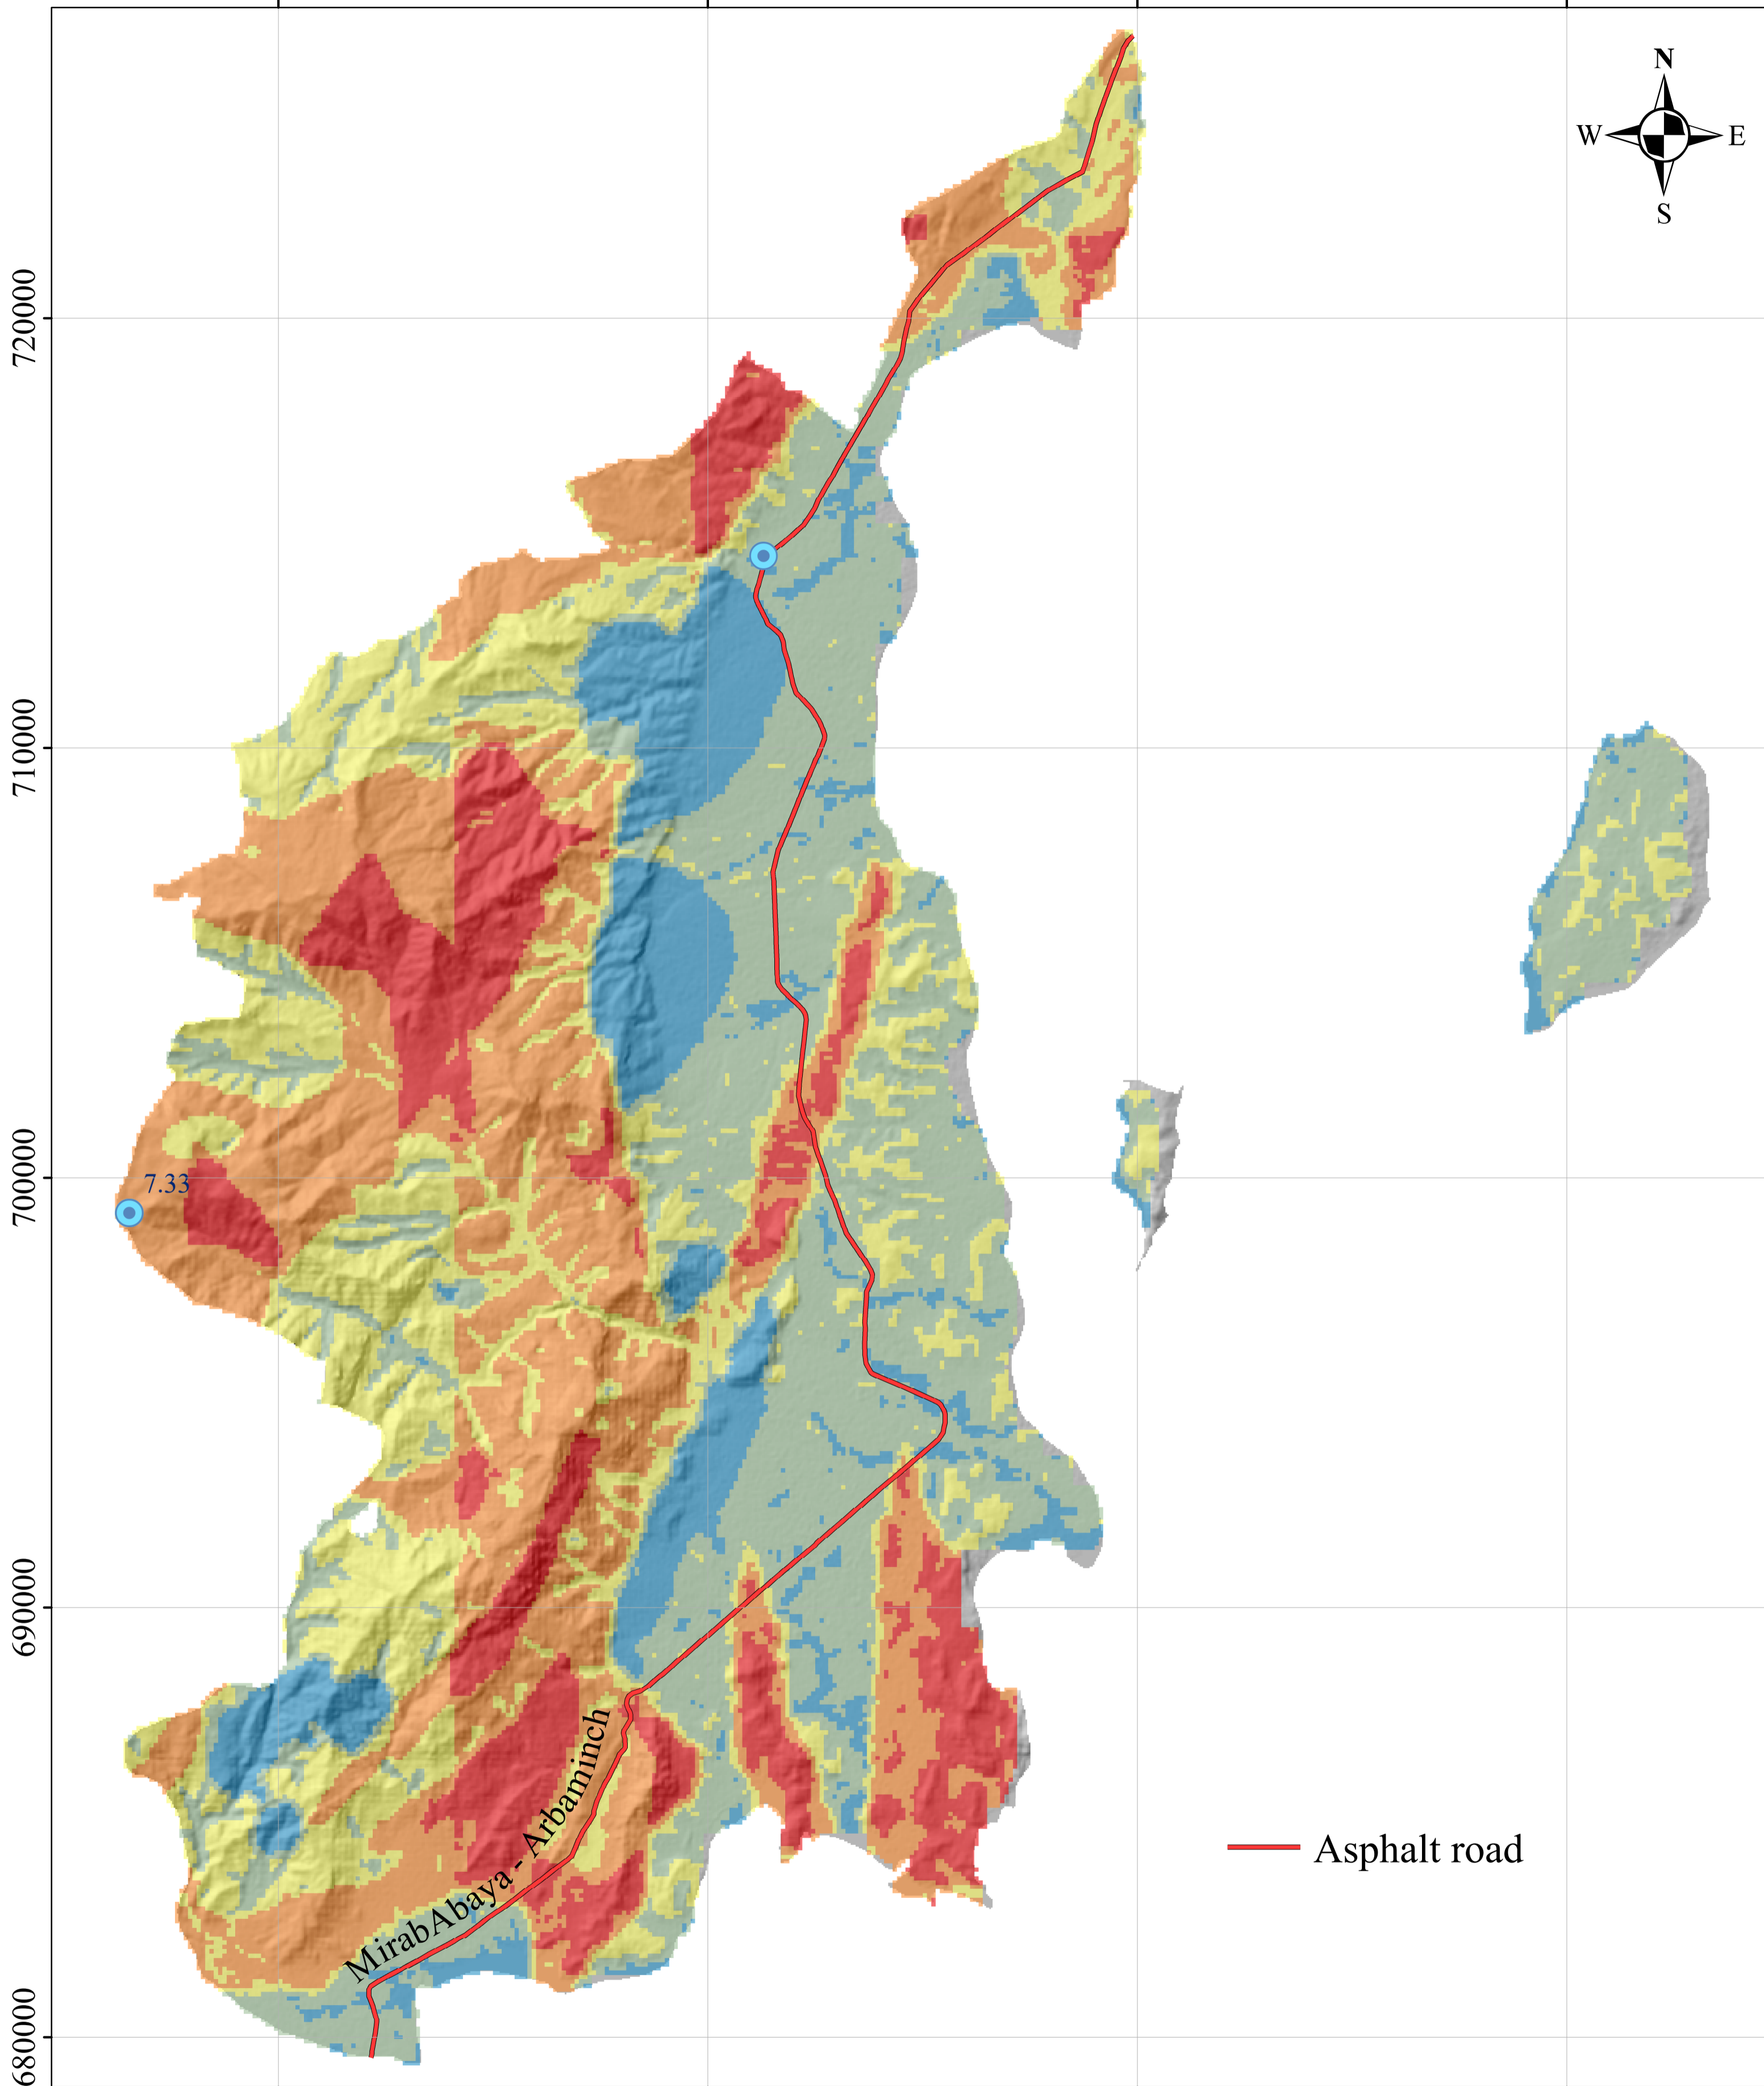 N
W E
S
720000
710000
700000
7.33
690000
MirabAbaya - Arbaminch
Asphalt road
680000